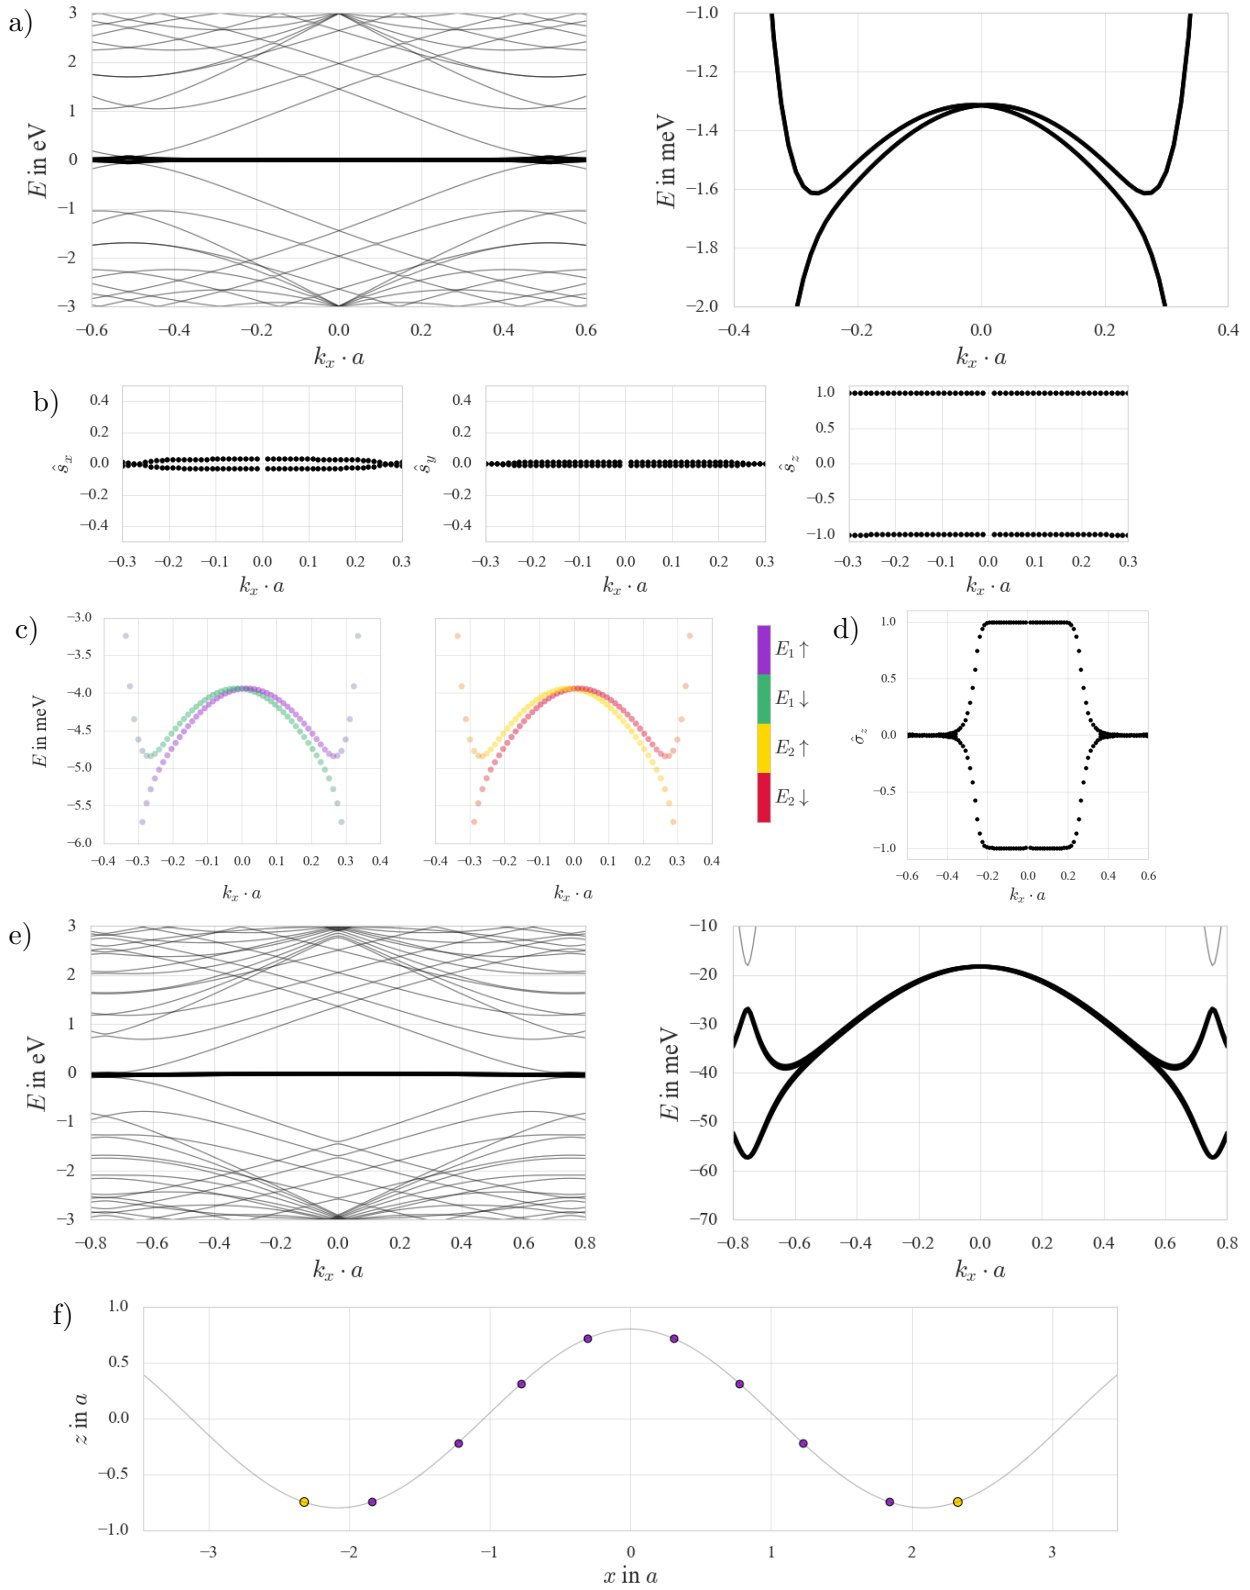 a)
3
2
1
0
−1
−2
−3
E in eV
−0.6 −0.4 −0.2 0.0 0.2 0.4 0.6
k_x · a
−1.0
−1.2
−1.4
−1.6
−1.8
−2.0
E in meV
−0.4 −0.2 0.0 0.2 0.4
k_x · a
b)
0.4
0.2
0.0
−0.2
−0.4
ŝ_x
−0.3 −0.2 −0.1 0.0 0.1 0.2 0.3
k_x · a
0.4
0.2
0.0
−0.2
−0.4
ŝ_y
−0.3 −0.2 −0.1 0.0 0.1 0.2 0.3
k_x · a
1.0
0.5
0.0
−0.5
−1.0
ŝ_z
−0.3 −0.2 −0.1 0.0 0.1 0.2 0.3
k_x · a
c)
−3.0
−3.5
−4.0
−4.5
−5.0
−5.5
−6.0
E in meV
−0.4 −0.3 −0.2 −0.1 0.0 0.1 0.2 0.3 0.4
k_x · a
−0.4 −0.3 −0.2 −0.1 0.0 0.1 0.2 0.3 0.4
k_x · a
E_1 ↑
E_1 ↓
E_2 ↑
E_2 ↓
d)
1.0
0.5
0.0
−0.5
−1.0
σ̂_z
−0.6 −0.4 −0.2 0.0 0.2 0.4 0.6
k_x · a
e)
3
2
1
0
−1
−2
−3
E in eV
−0.8 −0.6 −0.4 −0.2 0.0 0.2 0.4 0.6 0.8
k_x · a
−10
−20
−30
−40
−50
−60
−70
E in meV
−0.8 −0.6 −0.4 −0.2 0.0 0.2 0.4 0.6 0.8
k_x · a
f)
1.0
0.5
0.0
−0.5
−1.0
z in a
−3 −2 −1 0 1 2 3
x in a